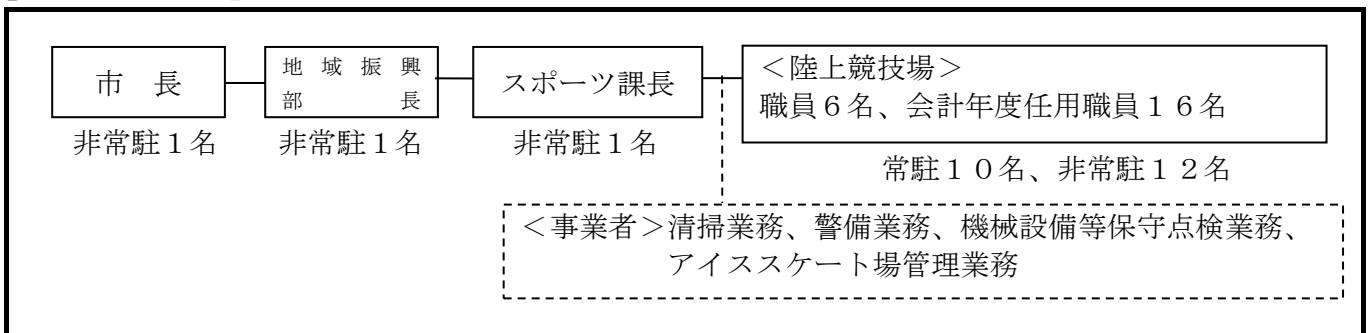 市 長
地 域 振 興
部 長
スポーツ課長
＜陸上競技場＞
職員６名、会計年度任用職員１６名
非常駐１名
非常駐１名
非常駐１名
常駐１０名、非常駐１２名
＜事業者＞清掃業務、警備業務、機械設備等保守点検業務、
アイススケート場管理業務